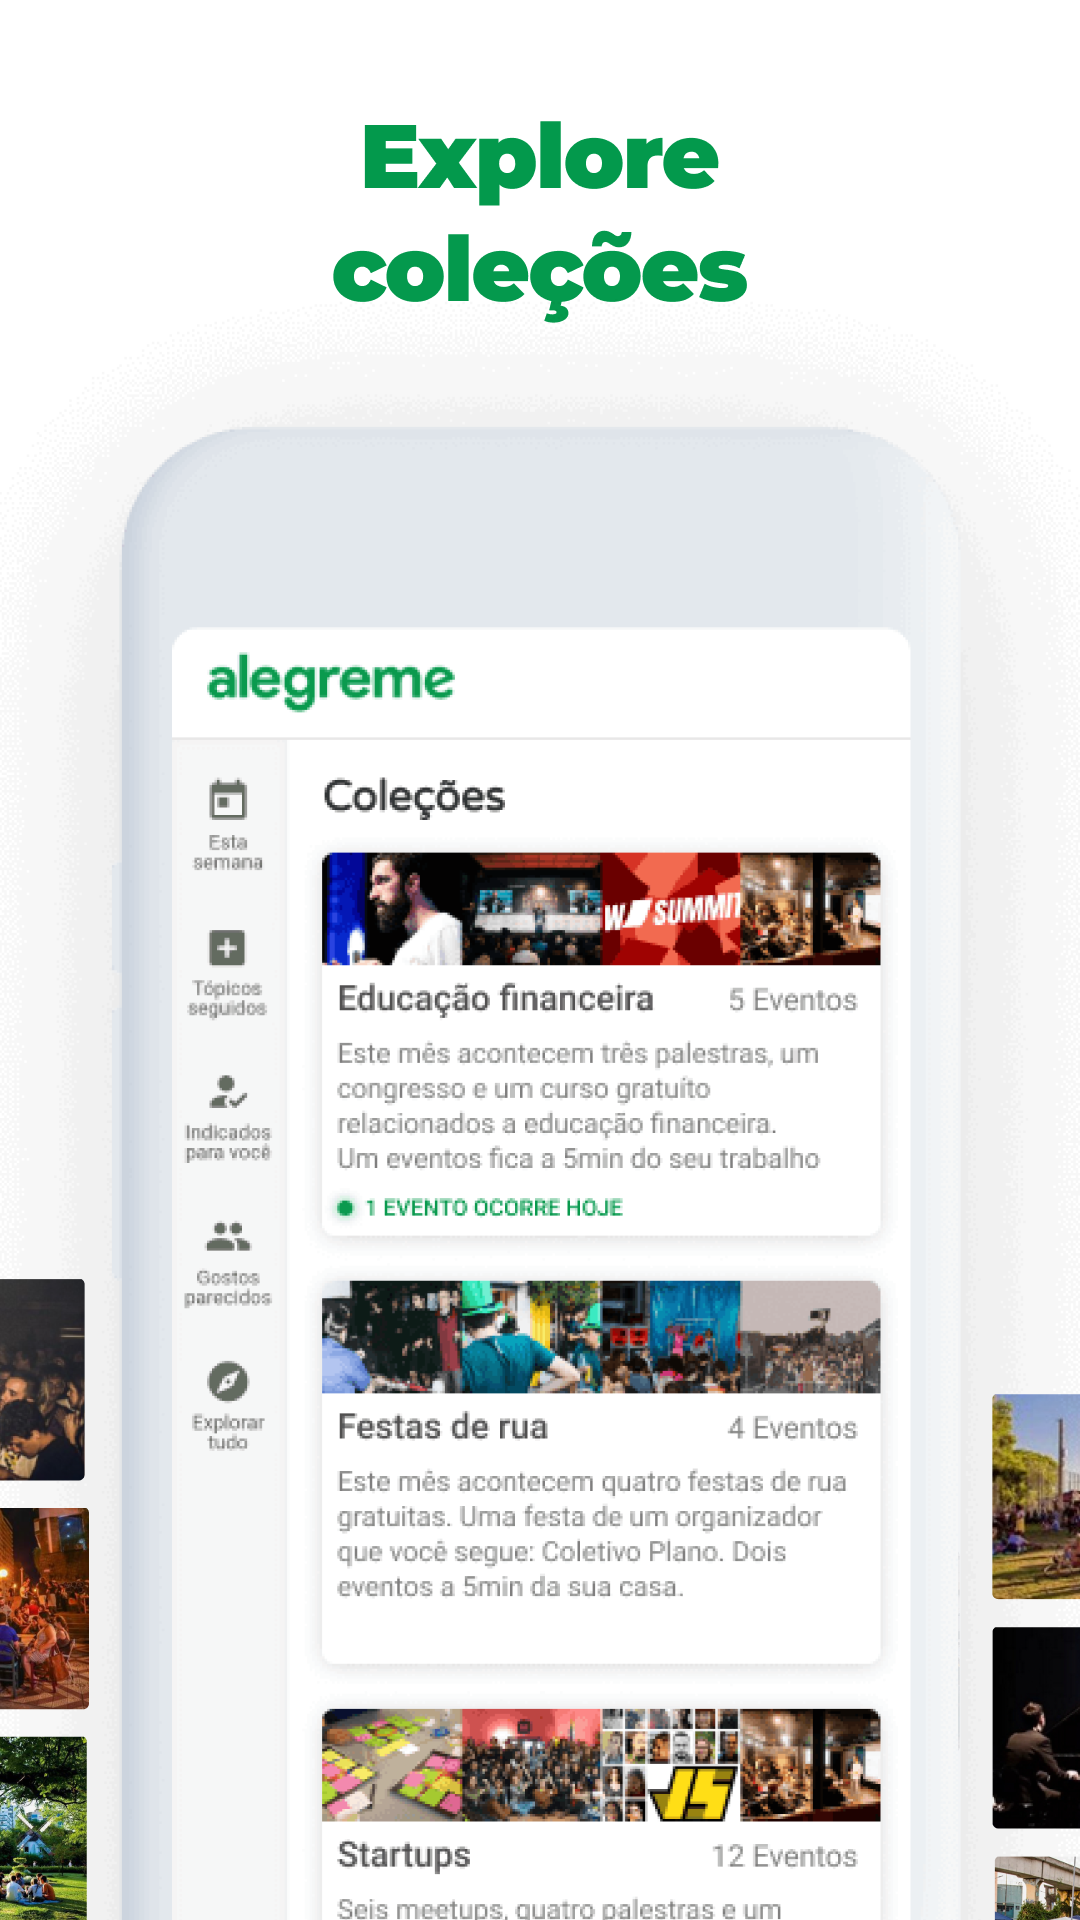 Explore
coleções
alegreme
Esta
semana
Tópicos
seguidos
Indicados
para você
Gostos
parecidos
Explorar
tudo
Coleções
W SUMMIT
Educação financeira 5 Eventos
Este mês acontecem três palestras, um
congresso e um curso gratuíto
relacionados a educação financeira.
Um eventos fica a 5min do seu trabalho
1 EVENTO OCORRE HOJE
Festas de rua 4 Eventos
Este mês acontecem quatro festas de rua
gratuitas. Uma festa de um organizador
que você segue: Coletivo Plano. Dois
eventos a 5min da sua casa.
JS
Startups 12 Eventos
Seis meetups, quatro palestras e um